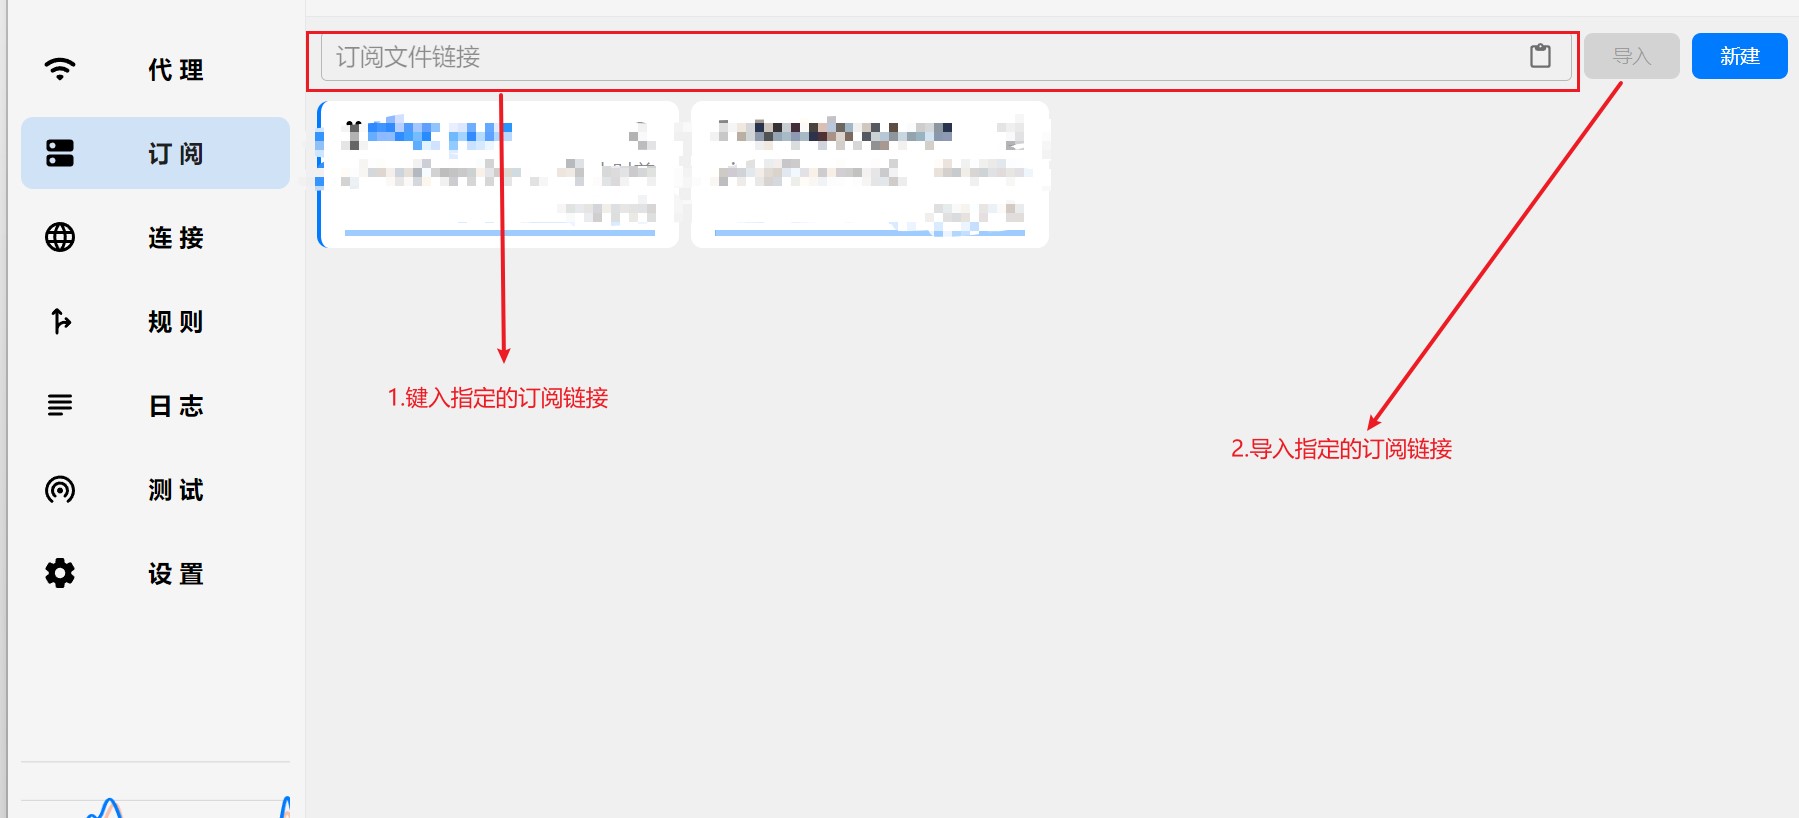 代 理
订 阅
连 接
规 则
日 志
测 试
设 置
订阅文件链接
导入
新建
1.键入指定的订阅链接
2.导入指定的订阅链接